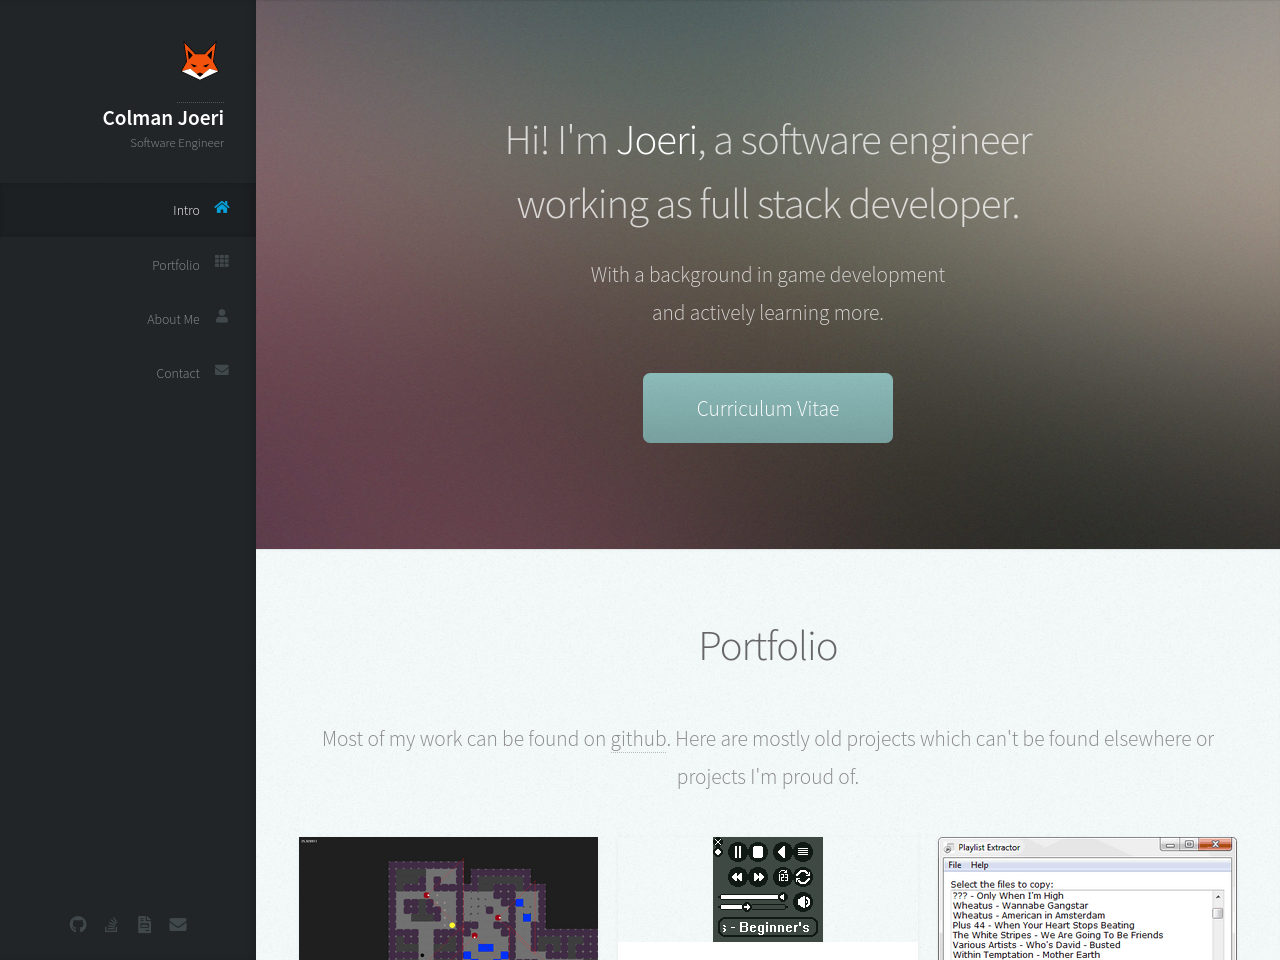 Colman Joeri
Software Engineer
Intro
Portfolio
About Me
Contact
Hi! I'm Joeri, a software engineer
working as full stack developer.
With a background in game development
and actively learning more.
Curriculum Vitae
Portfolio
Most of my work can be found on github. Here are mostly old projects which can't be found elsewhere or
projects I'm proud of.
s - Beginner's
Playlist Extractor
File Help
Select the files to copy:
??? - Only When I'm High
Wheatus - Wannabe Gangstar
Wheatus - American in Amsterdam
Plus 44 - When Your Heart Stops Beating
The White Stripes - We Are Going To Be Friends
Various Artists - Who's David - Busted
Within Temptation - Mother Earth